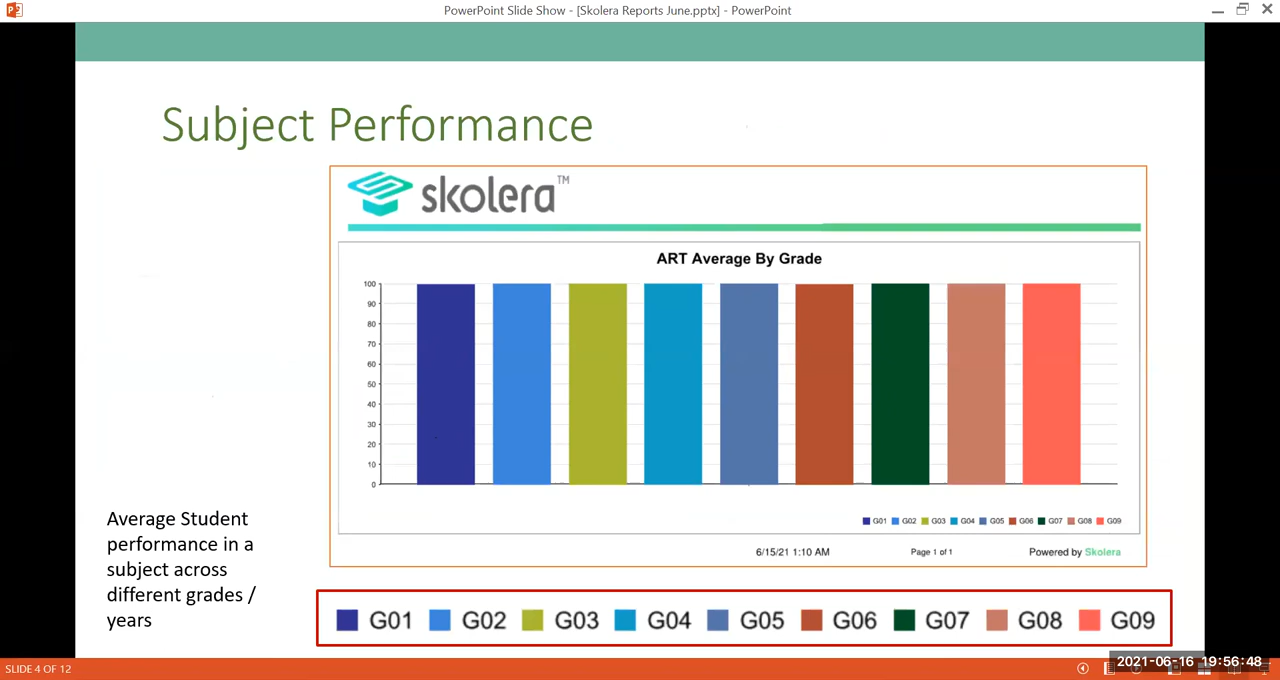 PowerPoint Slide Show - [Skolera Reports June.pptx] - PowerPoint
Subject Performance
skolera™
ART Average By Grade
100
90
80
70
60
50
40
30
20
10
0
G01 G02 G03 G04 G05 G06 G07 G08 G09
6/15/21 1:10 AM Page 1 of 1 Powered by Skolera
Average Student
performance in a
subject across
different grades /
years
G01 G02 G03 G04 G05 G06 G07 G08 G09
SLIDE 4 OF 12
2021-06-16 19:56:48